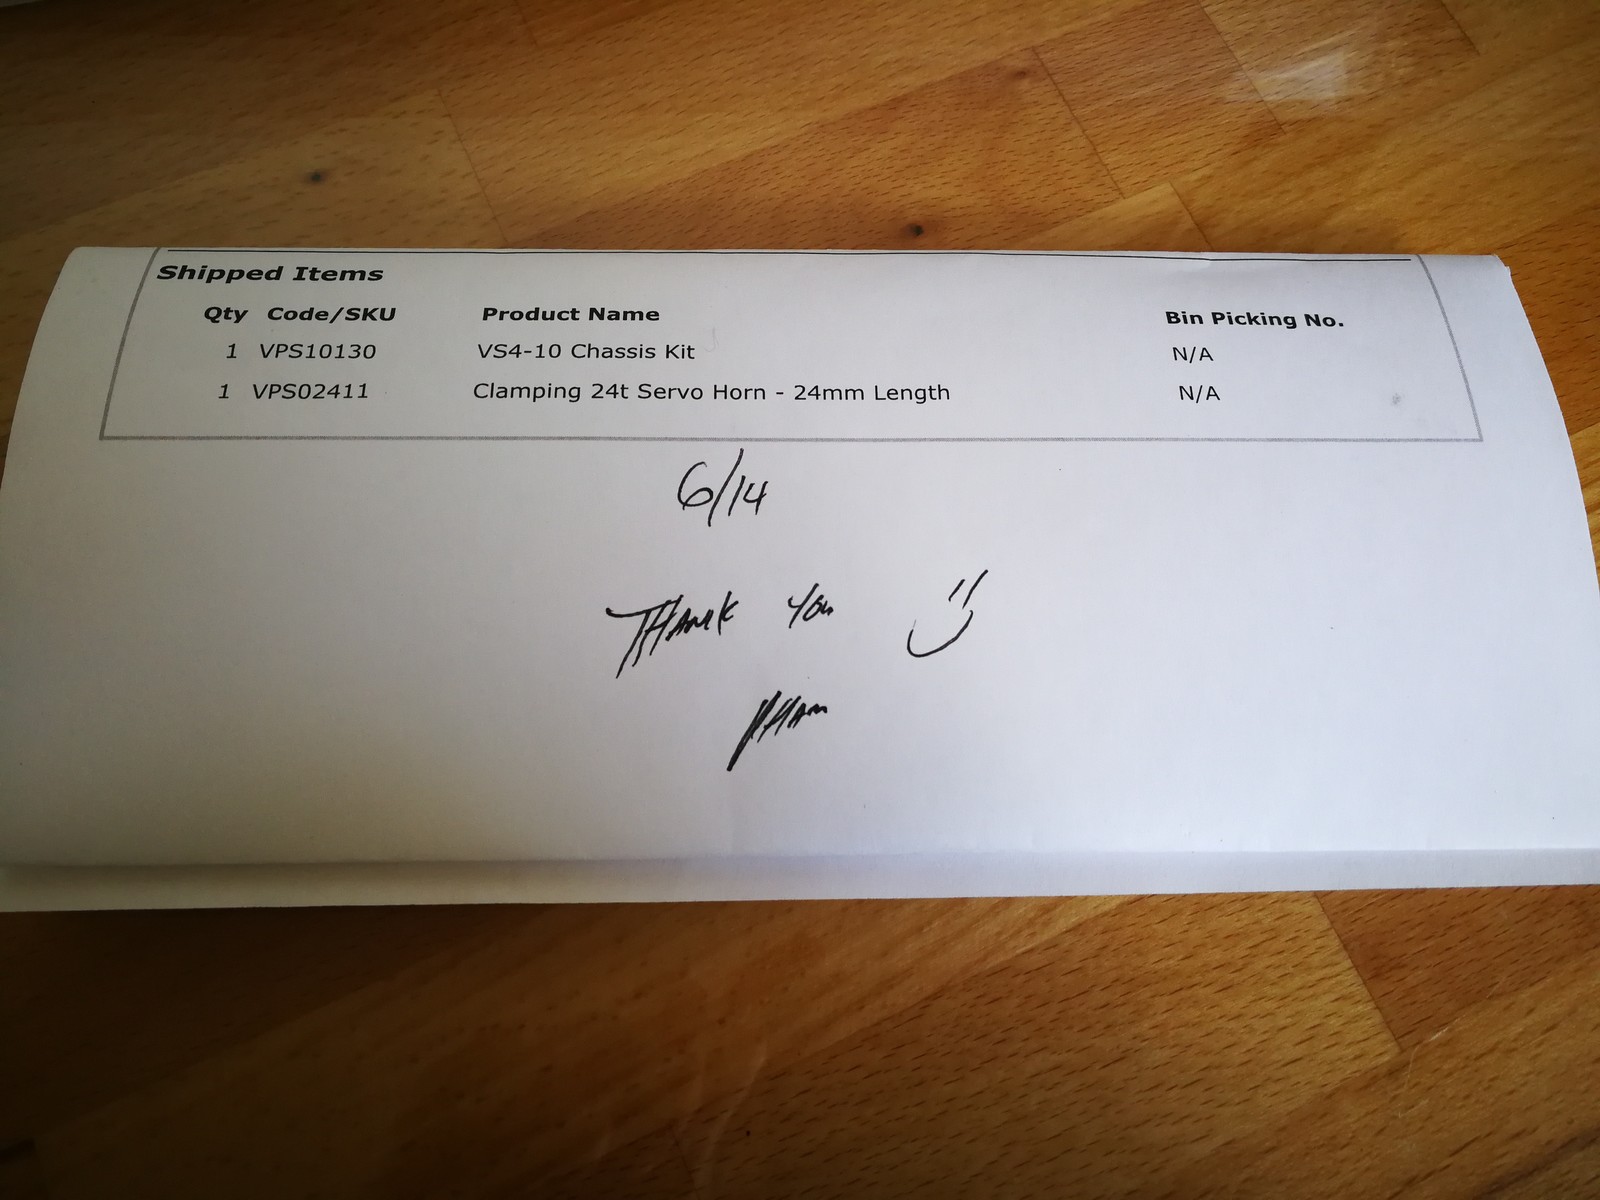 Shipped Items
Qty Code/SKU Product Name Bin Picking No.
1 VPS10130 VS4-10 Chassis Kit N/A
1 VPS02411 Clamping 24t Servo Horn - 24mm Length N/A
6/14
THANK YOU